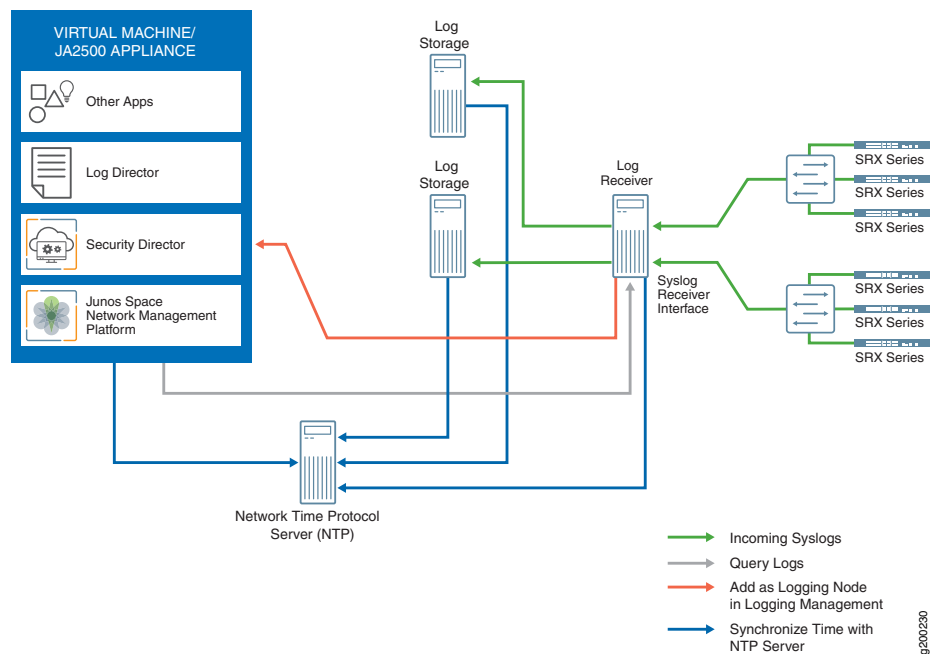 VIRTUAL MACHINE/
JA2500 APPLIANCE
Other Apps
Log Director
Security Director
Junos Space
Network Management
Platform
Log
Storage
Log
Storage
Log
Receiver
Syslog
Receiver
Interface
SRX Series
SRX Series
SRX Series
SRX Series
SRX Series
SRX Series
Network Time Protocol
Server (NTP)
Incoming Syslogs
Query Logs
Add as Logging Node
in Logging Management
Synchronize Time with
NTP Server
g200230